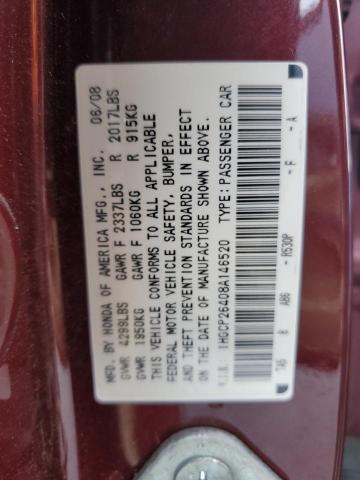 MFD. BY HONDA OF AMERICA MFG., INC. 06/08
GVWR 4299LBS GAWR F 2337LBS R 2017LBS
GVWR 1950KG GAWR F 1060KG R 915KG
THIS VEHICLE CONFORMS TO ALL APPLICABLE
FEDERAL MOTOR VEHICLE SAFETY, BUMPER,
AND THEFT PREVENTION STANDARDS IN EFFECT
ON THE DATE OF MANUFACTURE SHOWN ABOVE.
V.I.N. 1HGCP26408A146520 TYPE:PASSENGER CAR
TA5 8 AB6 - R530P - F - A